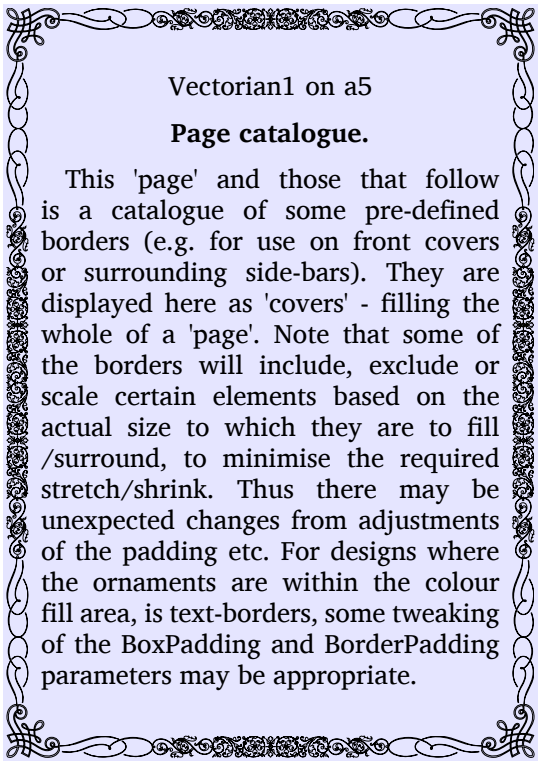 Vectorian1 on a5
Page catalogue.
This 'page' and those that follow
is a catalogue of some pre-defined
borders (e.g. for use on front covers
or surrounding side-bars). They are
displayed here as 'covers' - filling the
whole of a 'page'. Note that some of
the borders will include, exclude or
scale certain elements based on the
actual size to which they are to fill
/surround, to minimise the required
stretch/shrink. Thus there may be
unexpected changes from adjustments
of the padding etc. For designs where
the ornaments are within the colour
fill area, is text-borders, some tweaking
of the BoxPadding and BorderPadding
parameters may be appropriate.